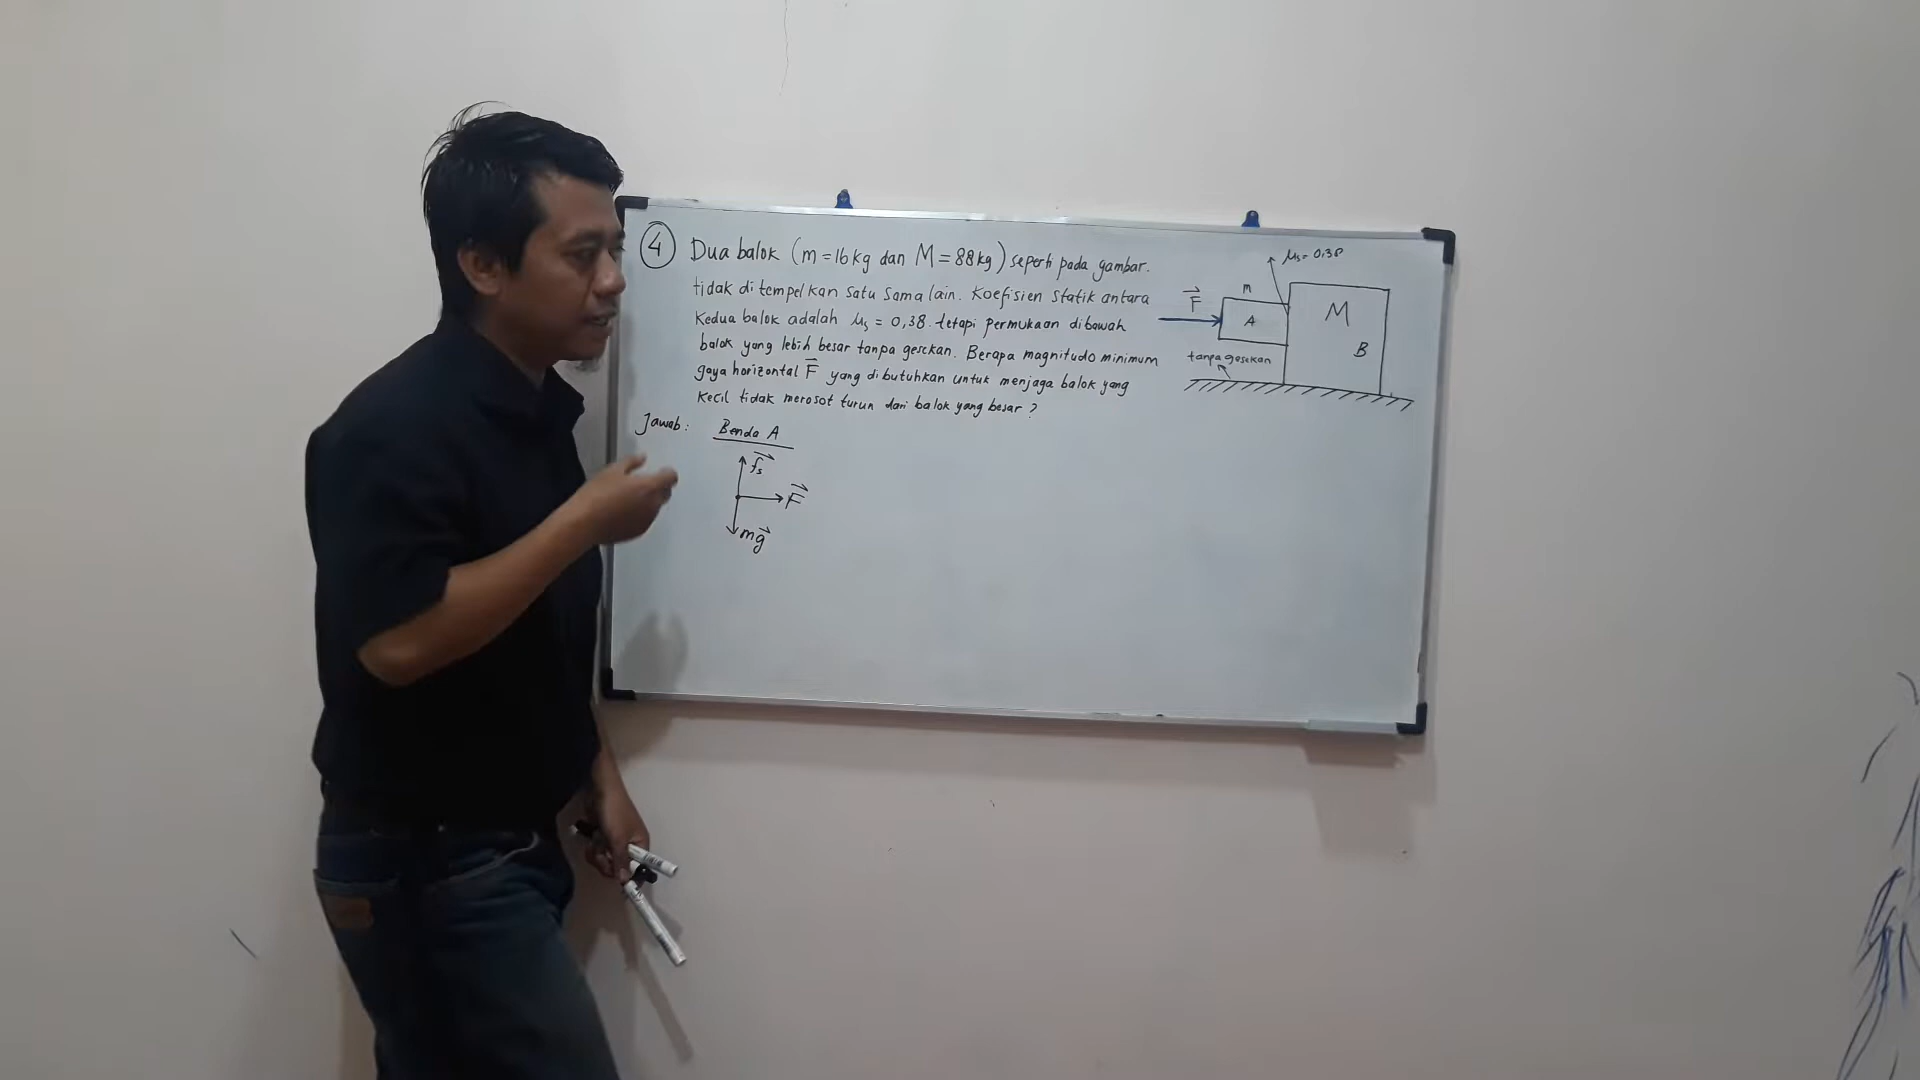 4 Dua balok (m = 16 kg dan M = 88 kg) seperti pada gambar.
tidak ditempelkan satu sama lain. Koefisien statik antara
kedua balok adalah μs = 0,38. tetapi permukaan dibawah
balok yang lebih besar tanpa gesekan. Berapa magnitudo minimum
gaya horizontal F⃗ yang dibutuhkan untuk menjaga balok yang
kecil tidak merosot turun dari balok yang besar ?
μs = 0,38
m
F⃗
A
M
B
tanpa gesekan
Jawab : Benda A
f⃗s
F⃗
mg⃗